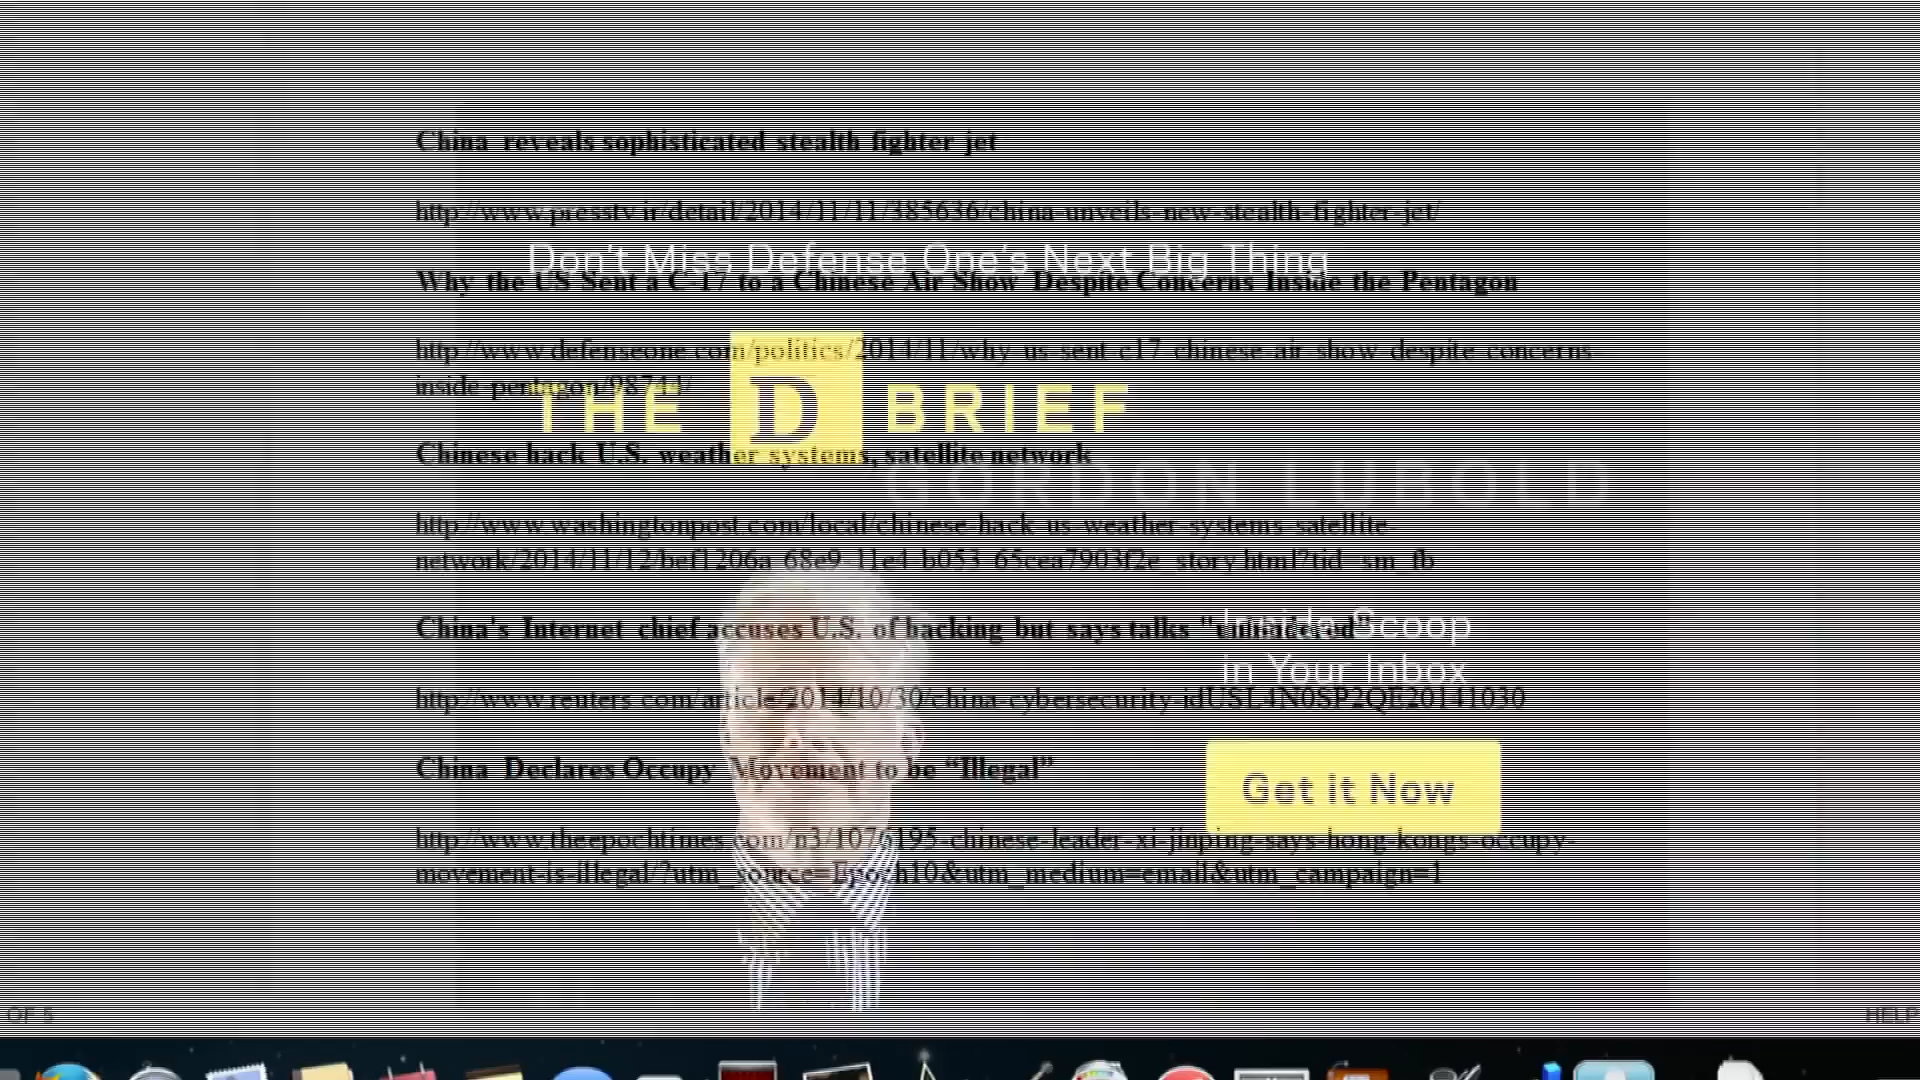 China reveals sophisticated stealth fighter jet
http://www.presstv.ir/detail/2014/11/11/385636/china-unveils-new-stealth-fighter-jet/
Don't Miss Defense One's Next Big Thing
Why the US Sent a C-17 to a Chinese Air Show Despite Concerns Inside the Pentagon
http://www.defenseone.com/politics/2014/11/why-us-sent-c17-chinese-air-show-despite-concerns-
inside-pentagon/98744/
THE D BRIEF
Chinese hack U.S. weather systems, satellite network
GORDON LUBOLD
http://www.washingtonpost.com/local/chinese-hack-us-weather-systems-satellite-
network/2014/11/12/bef1206a-68e9-11e4-b053-65cea7903f2e_story.html?tid=sm_fb
China's Internet chief accuses U.S. of hacking but says talks
Inside Scoop
in Your Inbox
http://www.reuters.com/article/2014/10/30/china-cybersecurity-idUSL4N0SP2QE20141030
China Declares Occupy Movement to be “Illegal”
Get it Now
http://www.theepochtimes.com/n3/1076195-chinese-leader-xi-jinping-says-hong-kongs-occupy-
movement-is-illegal/?utm_source=Epoch10&utm_medium=email&utm_campaign=1
OF 5
HELP